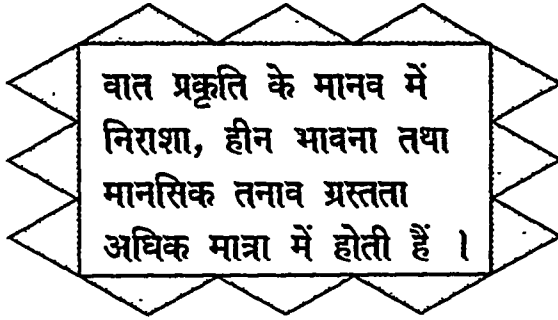 वात प्रकृति के मानव में
निराशा, हीन भावना तथा
मानसिक तनाव ग्रस्तता
अधिक मात्रा में होती हैं ।